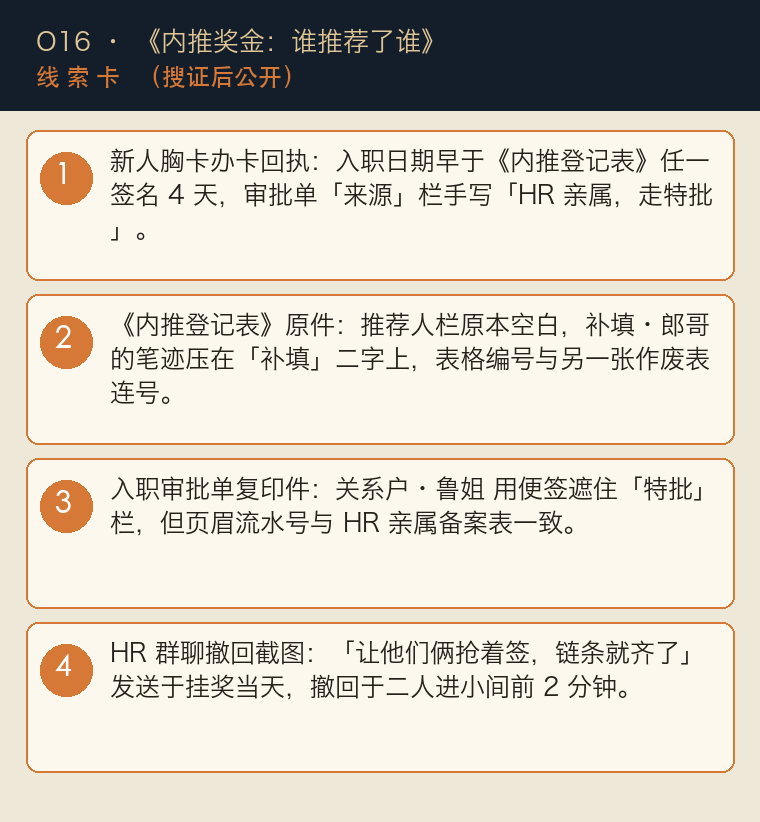 O16 · 《内推奖金：谁推荐了谁》
线索卡 （搜证后公开）
1
新人胸卡办卡回执：入职日期早于《内推登记表》任一
签名 4 天，审批单「来源」栏手写「HR 亲属，走特批
」。
2
《内推登记表》原件：推荐人栏原本空白，补填·郎哥
的笔迹压在「补填」二字上，表格编号与另一张作废表
连号。
3
入职审批单复印件：关系户·鲁姐 用便签遮住「特批」
栏，但页眉流水号与 HR 亲属备案表一致。
4
HR 群聊撤回截图：「让他们俩抢着签，链条就齐了」
发送于挂奖当天，撤回于二人进小间前 2 分钟。